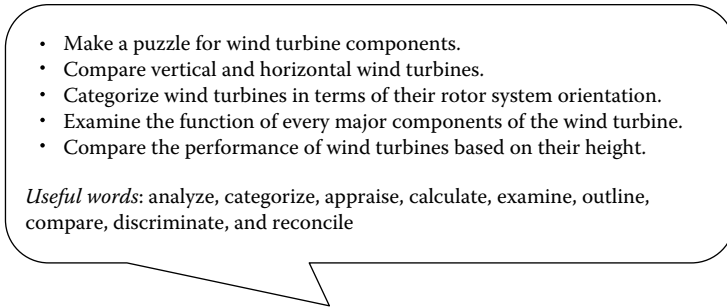 • Make a puzzle for wind turbine components.
• Compare vertical and horizontal wind turbines.
• Categorize wind turbines in terms of their rotor system orientation.
• Examine the function of every major components of the wind turbine.
• Compare the performance of wind turbines based on their height.
Useful words: analyze, categorize, appraise, calculate, examine, outline,
compare, discriminate, and reconcile